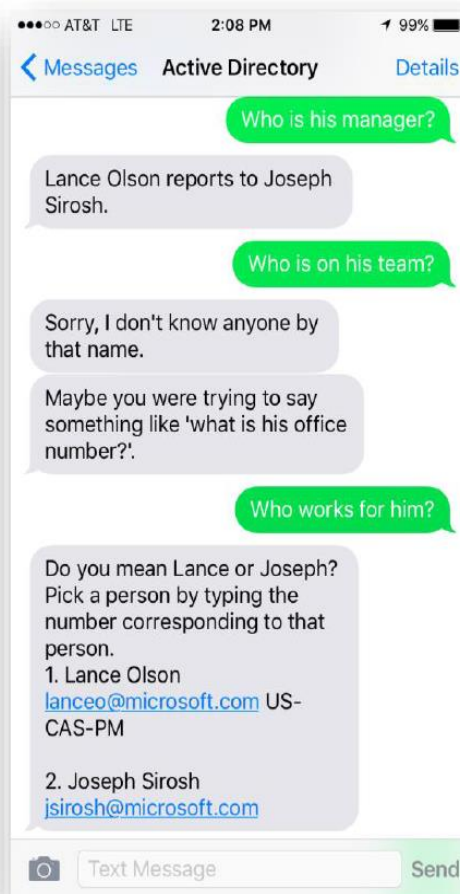 AT&T LTE 2:08 PM 99%
Messages Active Directory Details
Who is his manager?
Lance Olson reports to Joseph
Sirosh.
Who is on his team?
Sorry, I don't know anyone by
that name.
Maybe you were trying to say
something like 'what is his office
number?'.
Who works for him?
Do you mean Lance or Joseph?
Pick a person by typing the
number corresponding to that
person.
1. Lance Olson
lanceo@microsoft.com US-
CAS-PM
2. Joseph Sirosh
jsirosh@microsoft.com
Text Message Send